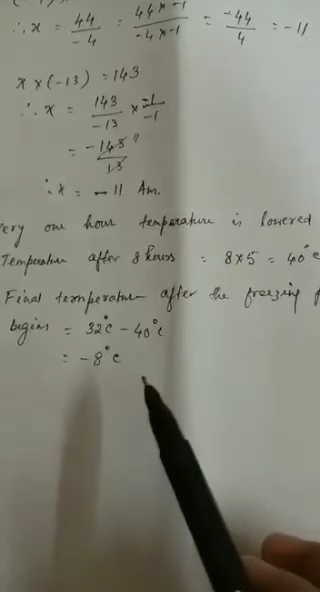 ∴ x = 44/-4 = 44×-1/-4×-1 = -44/4 = -11
x × (-13) = 143
∴ x = 143/-13 × -1/-1
= -143/13 11
∴ x = -11 Ans.
very one hour temperature is lowered
Temperature after 8 hours = 8×5 = 40°C
Final temperature after the freezing
begins = 32°C - 40°C
= -8°C